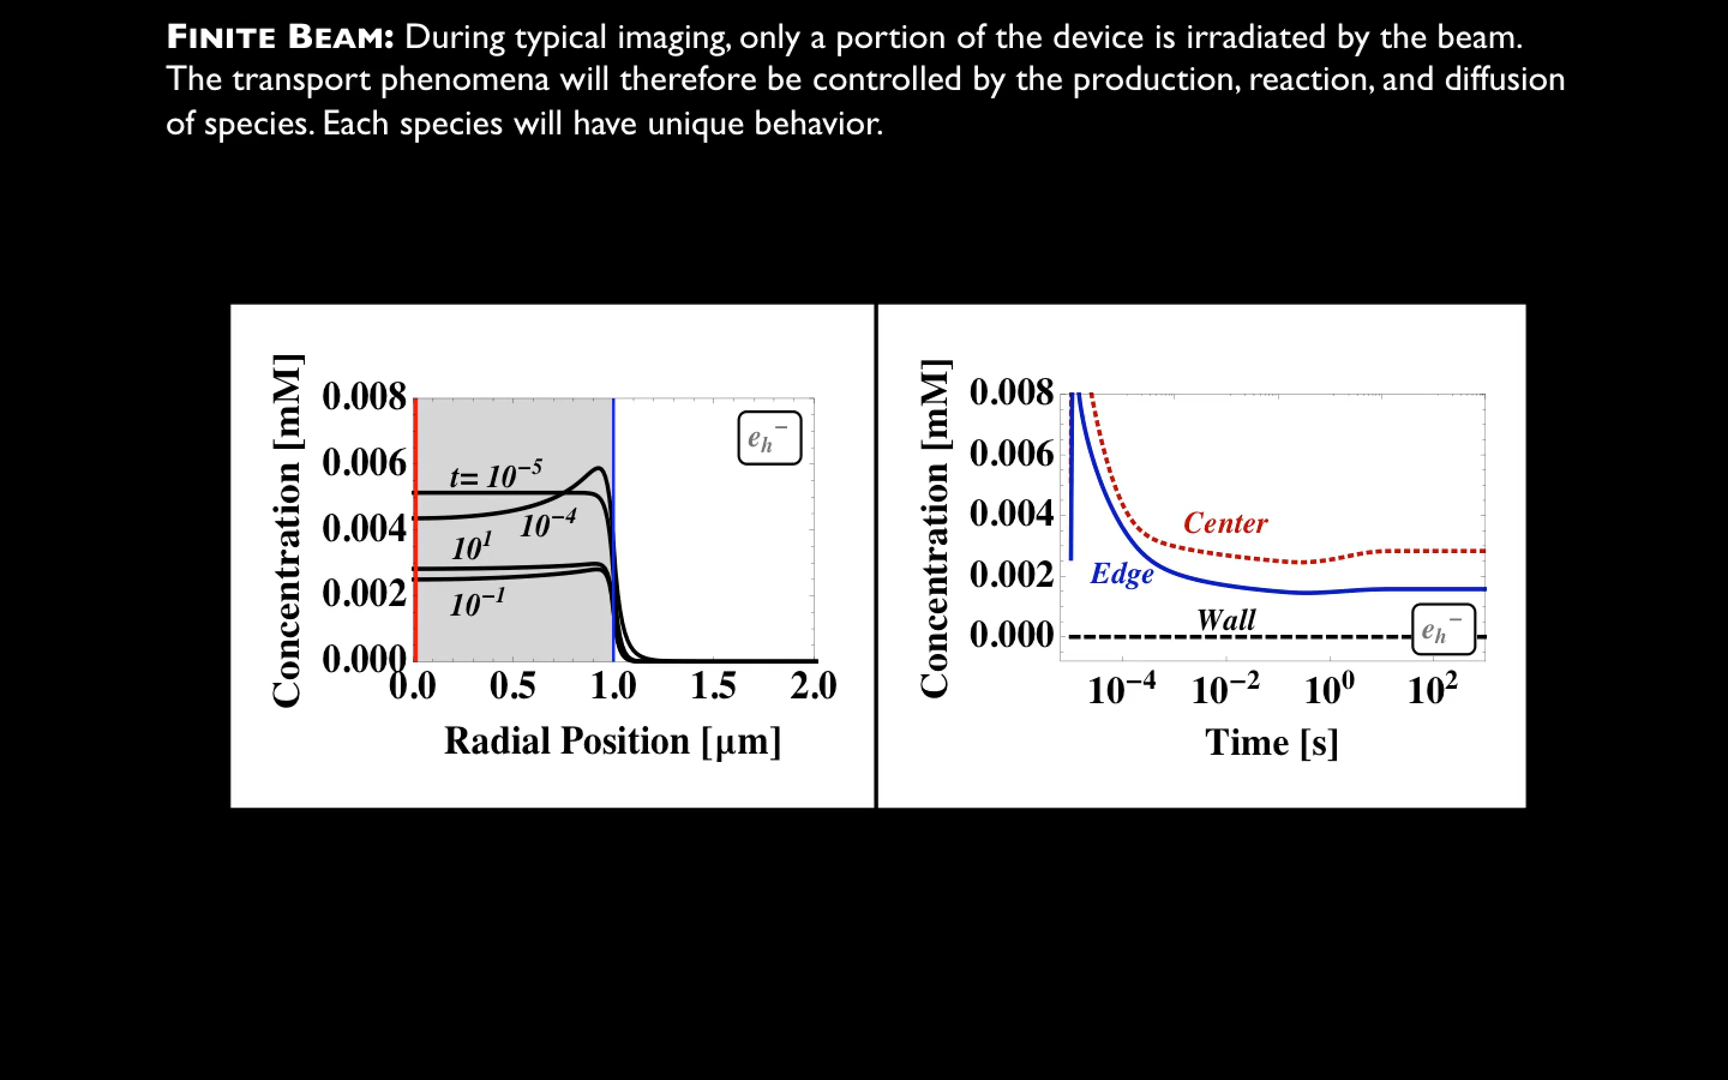 FINITE BEAM: During typical imaging, only a portion of the device is irradiated by the beam.
The transport phenomena will therefore be controlled by the production, reaction, and diffusion
of species. Each species will have unique behavior.
Concentration [mM]
0.008
0.006
0.004
0.002
0.000
t= 10⁻⁵
10⁻⁴
10¹
10⁻¹
eₕ⁻
0.0 0.5 1.0 1.5 2.0
Radial Position [μm]
Concentration [mM]
0.008
0.006
0.004
0.002
0.000
Center
Edge
Wall
eₕ⁻
10⁻⁴ 10⁻² 10⁰ 10²
Time [s]